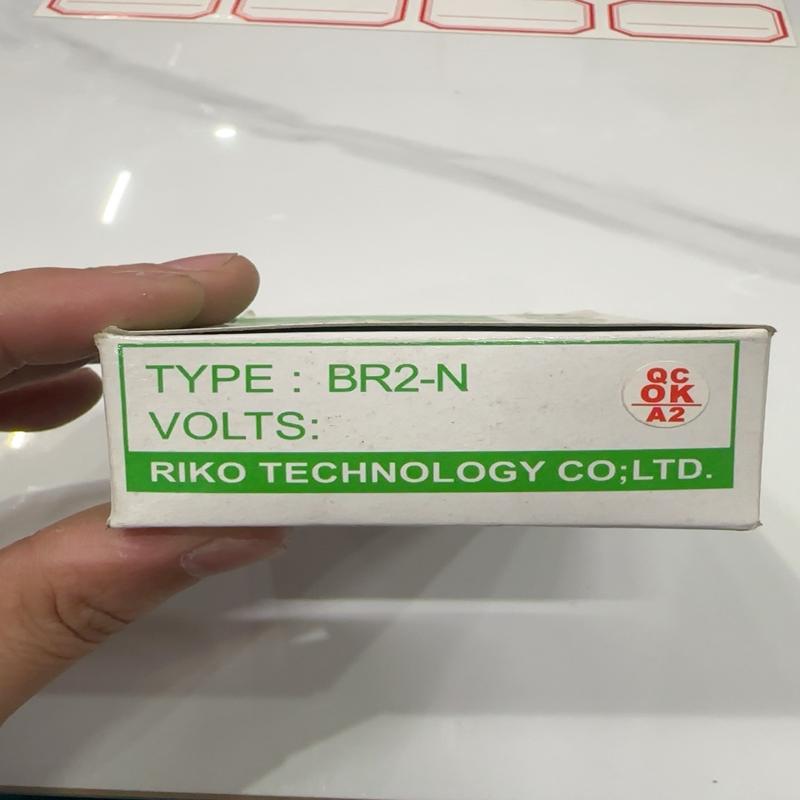 TYPE : BR2-N
VOLTS:
RIKO TECHNOLOGY CO;LTD.
QC
OK
A2